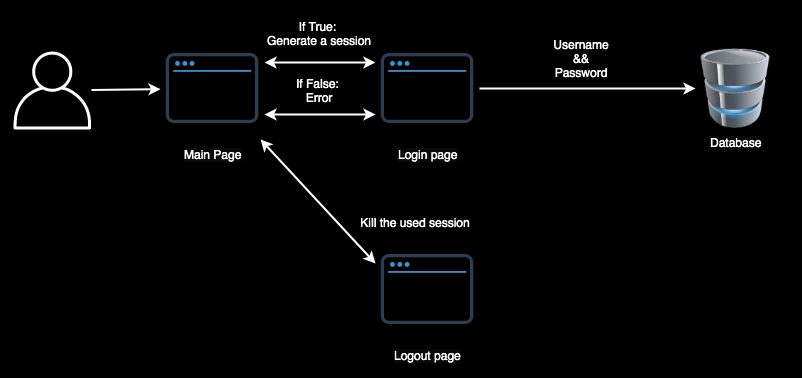 If True:
Generate a session
If False:
Error
Username
&&
Password
Main Page
Login page
Database
Kill the used session
Logout page